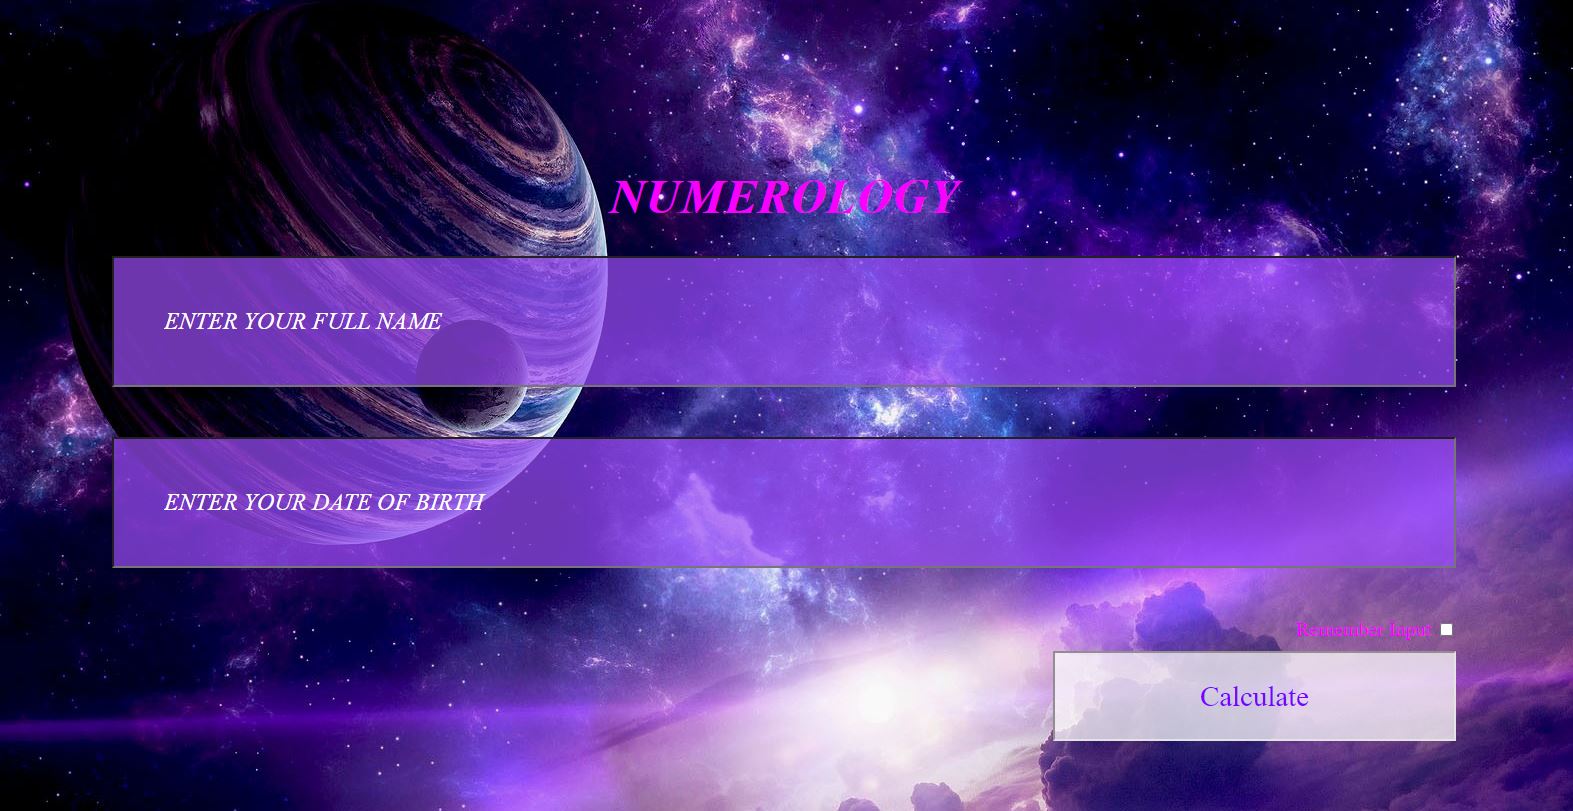 NUMEROLOGY
ENTER YOUR FULL NAME
ENTER YOUR DATE OF BIRTH
Remember Input
Calculate